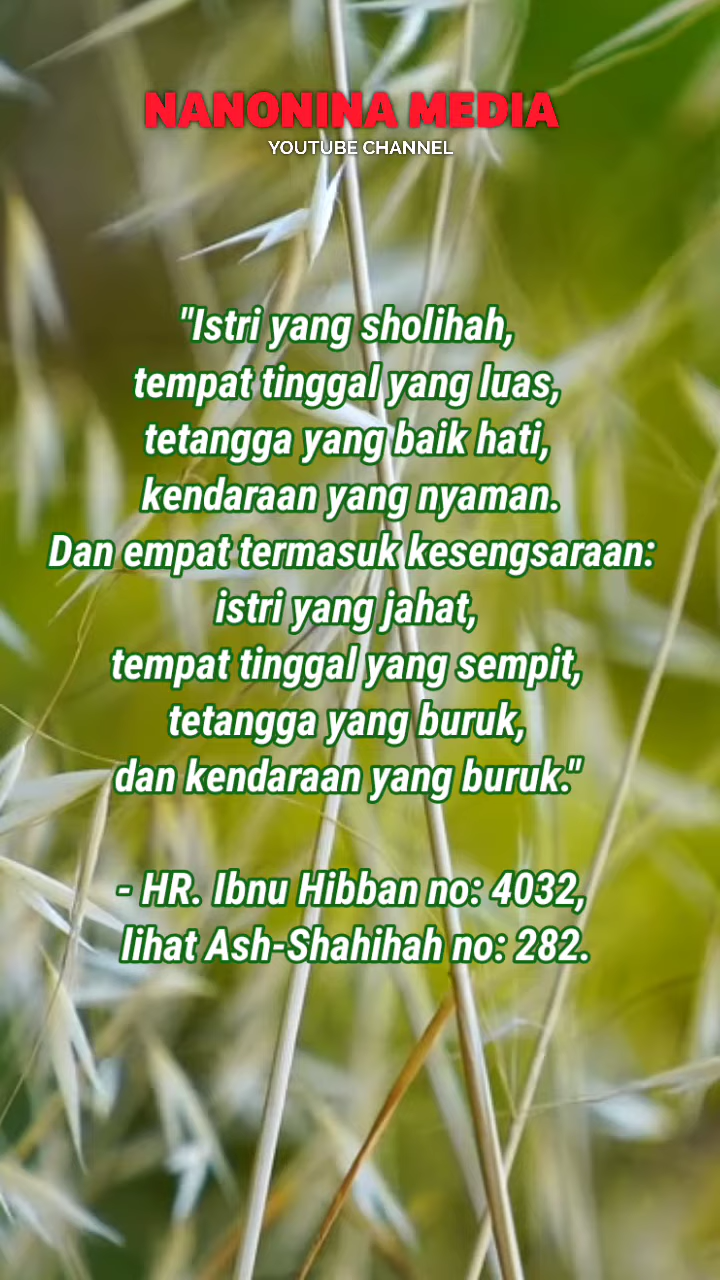 NANONINA MEDIA
YOUTUBE CHANNEL
"Istri yang sholihah,
tempat tinggal yang luas,
tetangga yang baik hati,
kendaraan yang nyaman.
Dan empat termasuk kesengsaraan:
istri yang jahat,
tempat tinggal yang sempit,
tetangga yang buruk,
dan kendaraan yang buruk."
- HR. Ibnu Hibban no: 4032,
lihat Ash-Shahihah no: 282.